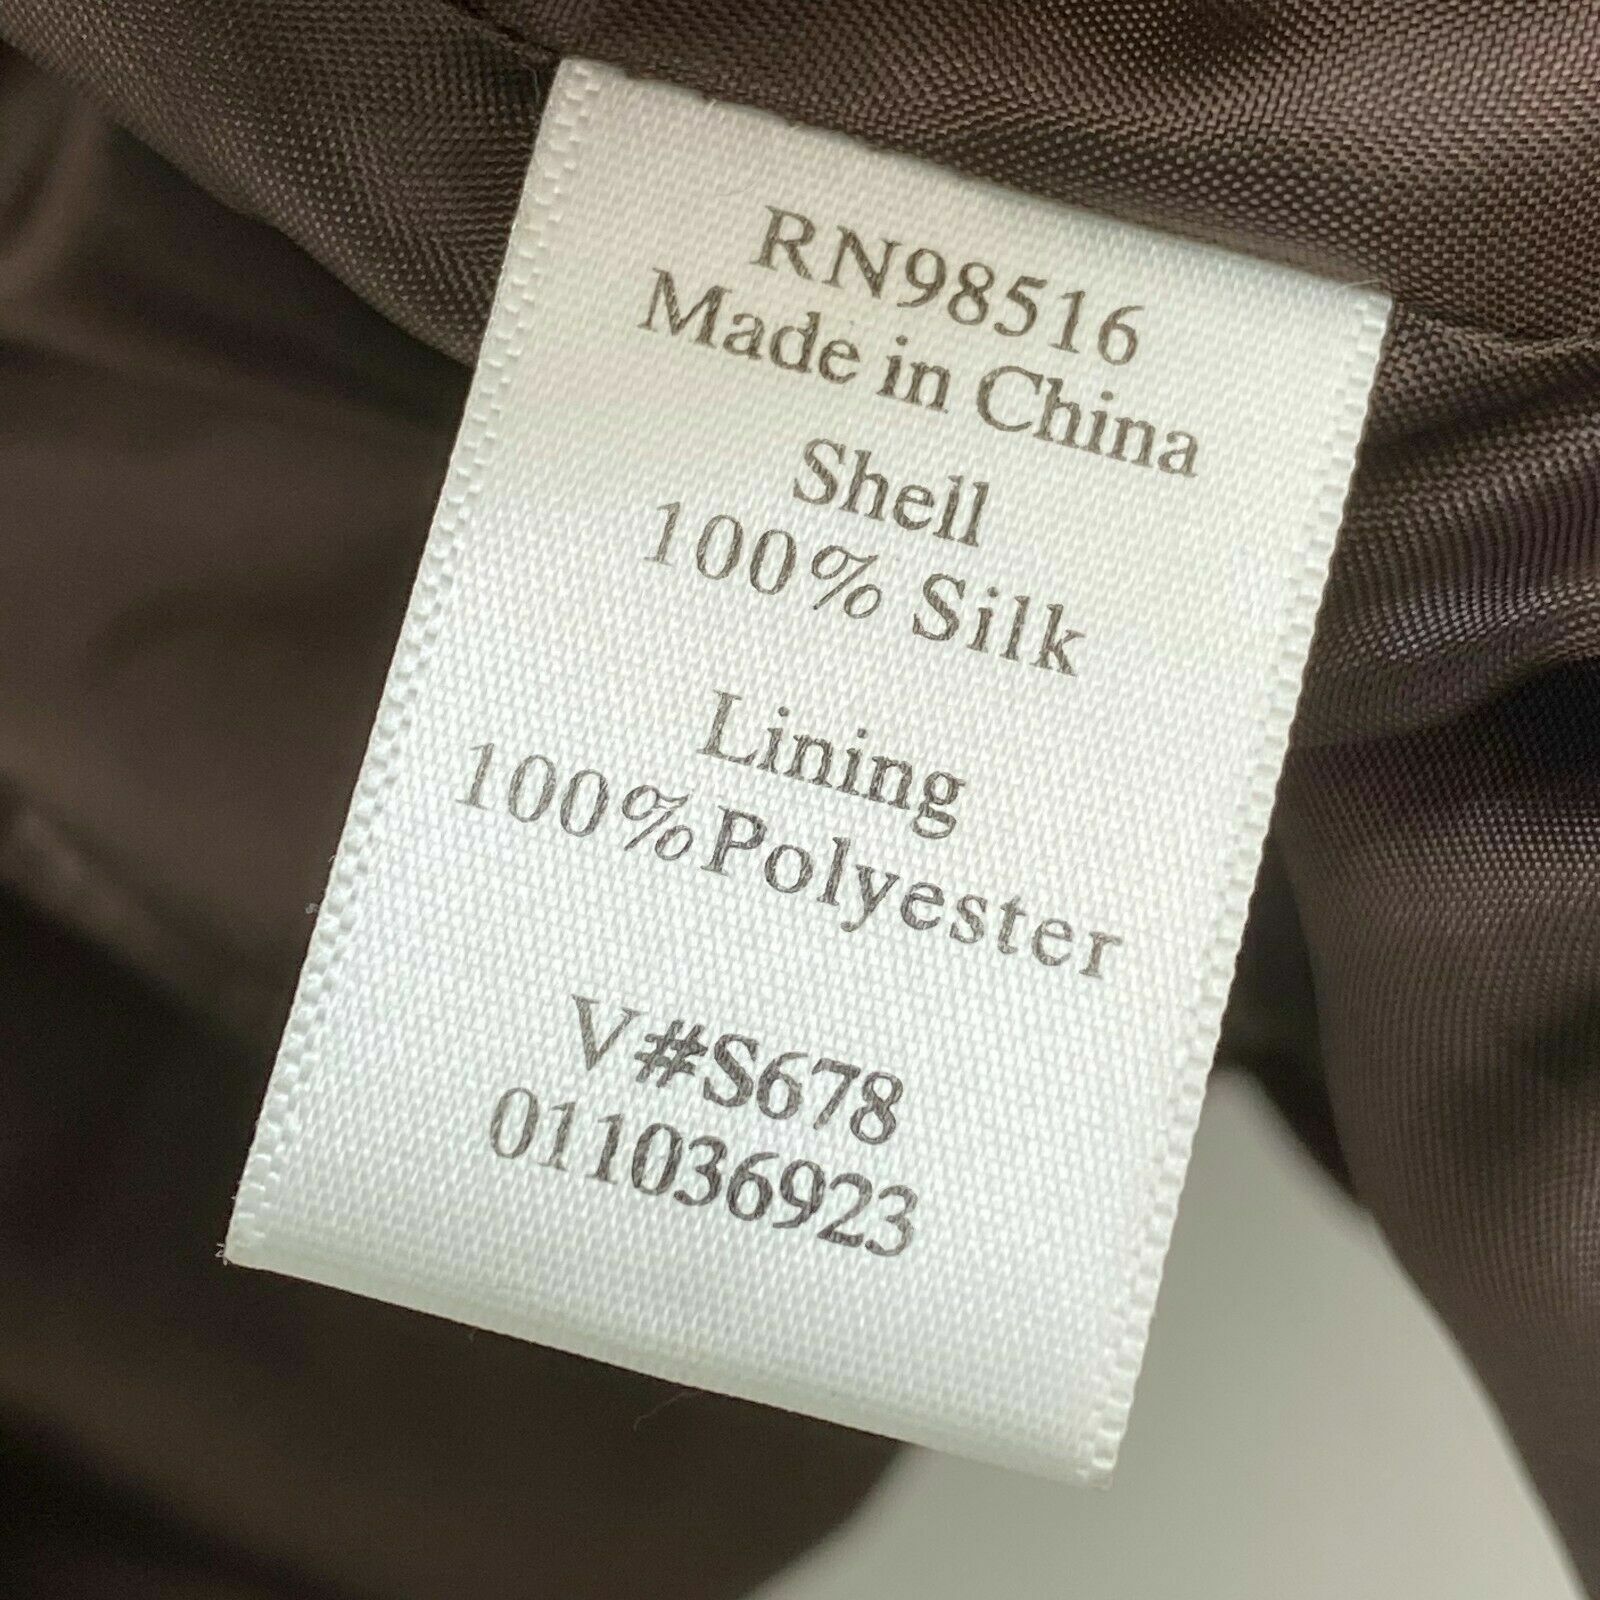 RN98516
Made in China
Shell
100% Silk
Lining
100%Polyester
V#S678
011036923